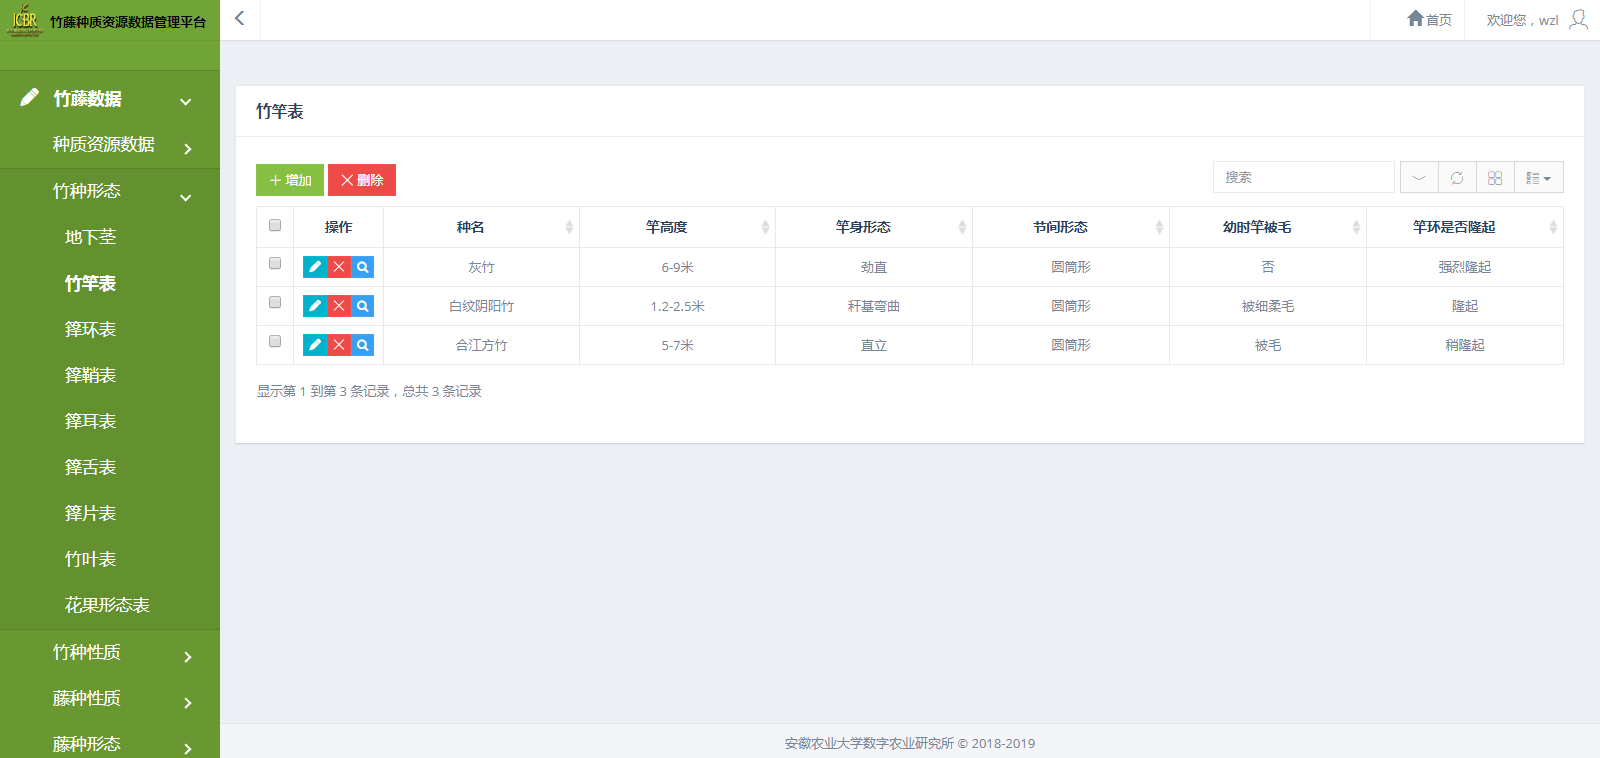 ICBR 竹藤种质资源数据管理平台
首页 欢迎您，wzl
竹藤数据
种质资源数据
竹种形态
地下茎
竹竿表
箨环表
箨鞘表
箨耳表
箨舌表
箨片表
竹叶表
花果形态表
竹种性质
藤种性质
藤种形态
竹竿表
增加 删除 搜索
操作 种名 竿高度 竿身形态 节间形态 幼时竿被毛 竿环是否隆起
灰竹 6-9米 劲直 圆筒形 否 强烈隆起
白纹阴阳竹 1.2-2.5米 秆基弯曲 圆筒形 被细柔毛 隆起
合江方竹 5-7米 直立 圆筒形 被毛 稍隆起
显示第 1 到第 3 条记录，总共 3 条记录
安徽农业大学数字农业研究所 © 2018-2019